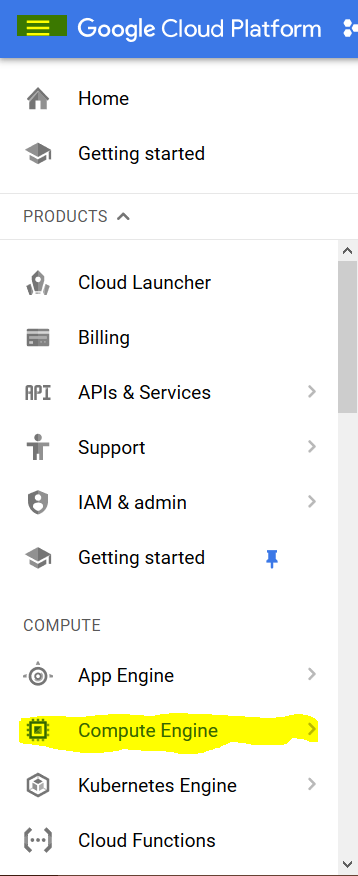 Google Cloud Platform
Home
Getting started
PRODUCTS
Cloud Launcher
Billing
API APIs & Services
Support
IAM & admin
Getting started
COMPUTE
App Engine
Compute Engine
Kubernetes Engine
Cloud Functions